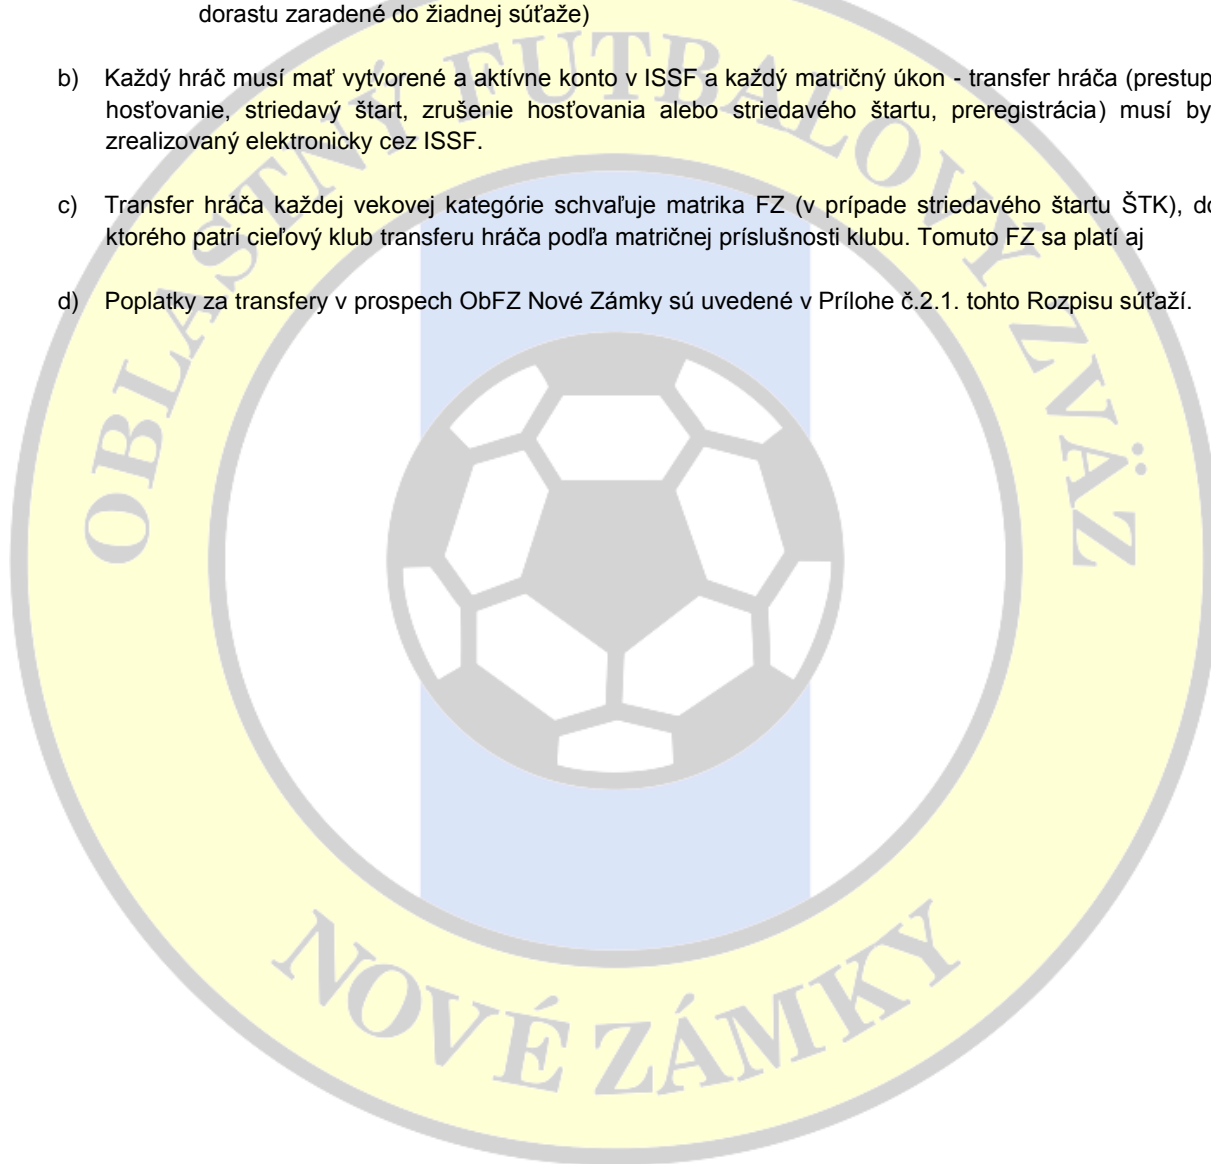 dorastu zaradené do žiadnej súťaže)
b) Každý hráč musí mať vytvorené a aktívne konto v ISSF a každý matričný úkon - transfer hráča (prestup
hosťovanie, striedavý štart, zrušenie hosťovania alebo striedavého štartu, preregistrácia) musí by
zrealizovaný elektronicky cez ISSF.
c) Transfer hráča každej vekovej kategórie schvaľuje matrika FZ (v prípade striedavého štartu ŠTK), do
ktorého patrí cieľový klub transferu hráča podľa matričnej príslušnosti klubu. Tomuto FZ sa platí aj
d) Poplatky za transfery v prospech ObFZ Nové Zámky sú uvedené v Prílohe č.2.1. tohto Rozpisu súťaží.
OBLASTNÝ FUTBALOVÝ ZVÄZ
NOVÉ ZÁMKY